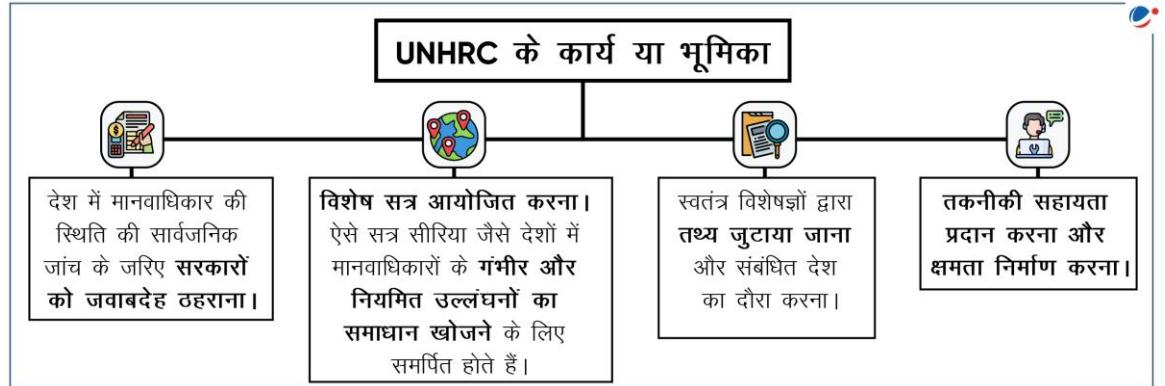 UNHRC के कार्य या भूमिका
देश में मानवाधिकार की
स्थिति की सार्वजनिक
जांच के जरिए सरकारों
को जवाबदेह ठहराना।
विशेष सत्र आयोजित करना।
ऐसे सत्र सीरिया जैसे देशों में
मानवाधिकारों के गंभीर और
नियमित उल्लंघनों का
समाधान खोजने के लिए
समर्पित होते हैं।
स्वतंत्र विशेषज्ञों द्वारा
तथ्य जुटाया जाना
और संबंधित देश
का दौरा करना।
तकनीकी सहायता
प्रदान करना और
क्षमता निर्माण करना।